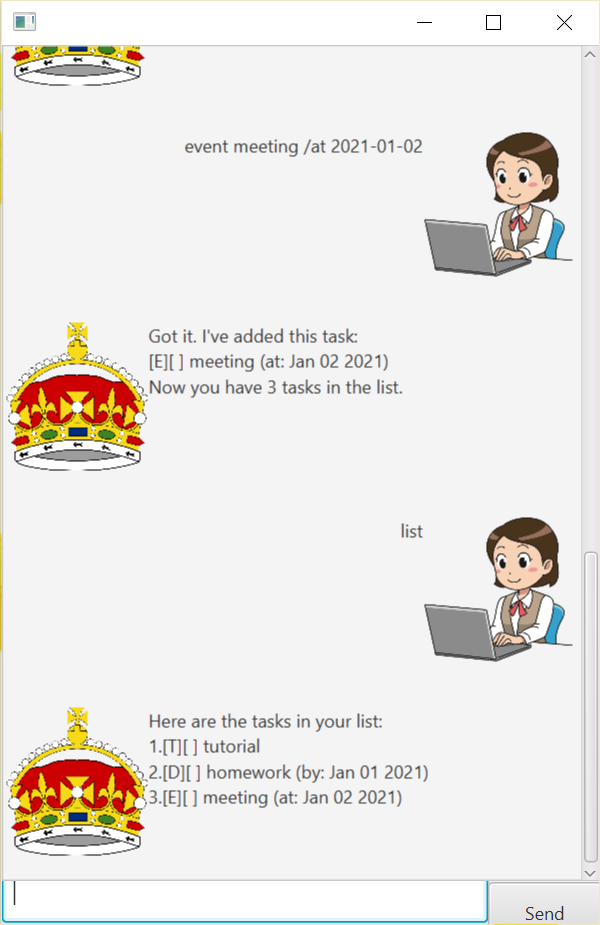 event meeting /at 2021-01-02
Got it. I've added this task:
[E][ ] meeting (at: Jan 02 2021)
Now you have 3 tasks in the list.
list
Here are the tasks in your list:
1.[T][ ] tutorial
2.[D][ ] homework (by: Jan 01 2021)
3.[E][ ] meeting (at: Jan 02 2021)
Send